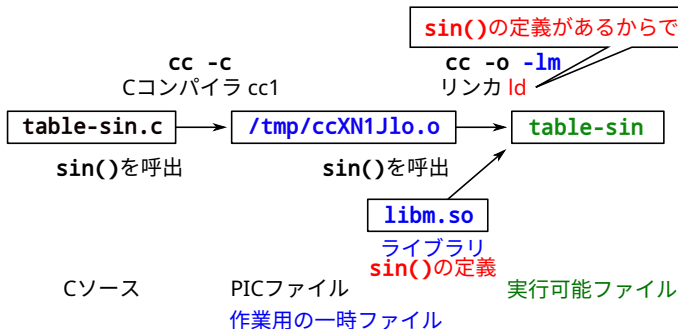 sin()の定義があるからで
cc -c
Cコンパイラ cc1
cc -o -lm
リンカ ld
table-sin.c
/tmp/ccXN1Jlo.o
table-sin
sin()を呼出
sin()を呼出
libm.so
ライブラリ
sin()の定義
Cソース
PICファイル
実行可能ファイル
作業用の一時ファイル